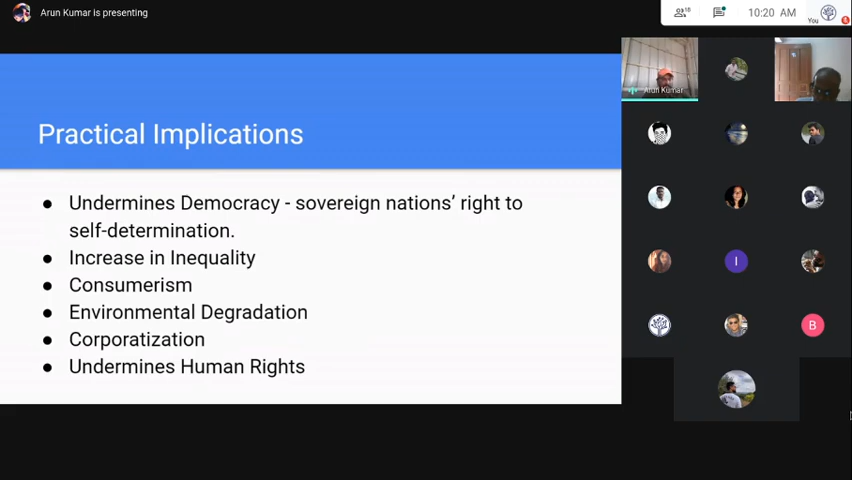 Arun Kumar is presenting
18
10:20 AM
You
Practical Implications
● Undermines Democracy - sovereign nations’ right to
self-determination.
● Increase in Inequality
● Consumerism
● Environmental Degradation
● Corporatization
● Undermines Human Rights
Arun Kumar
I
B